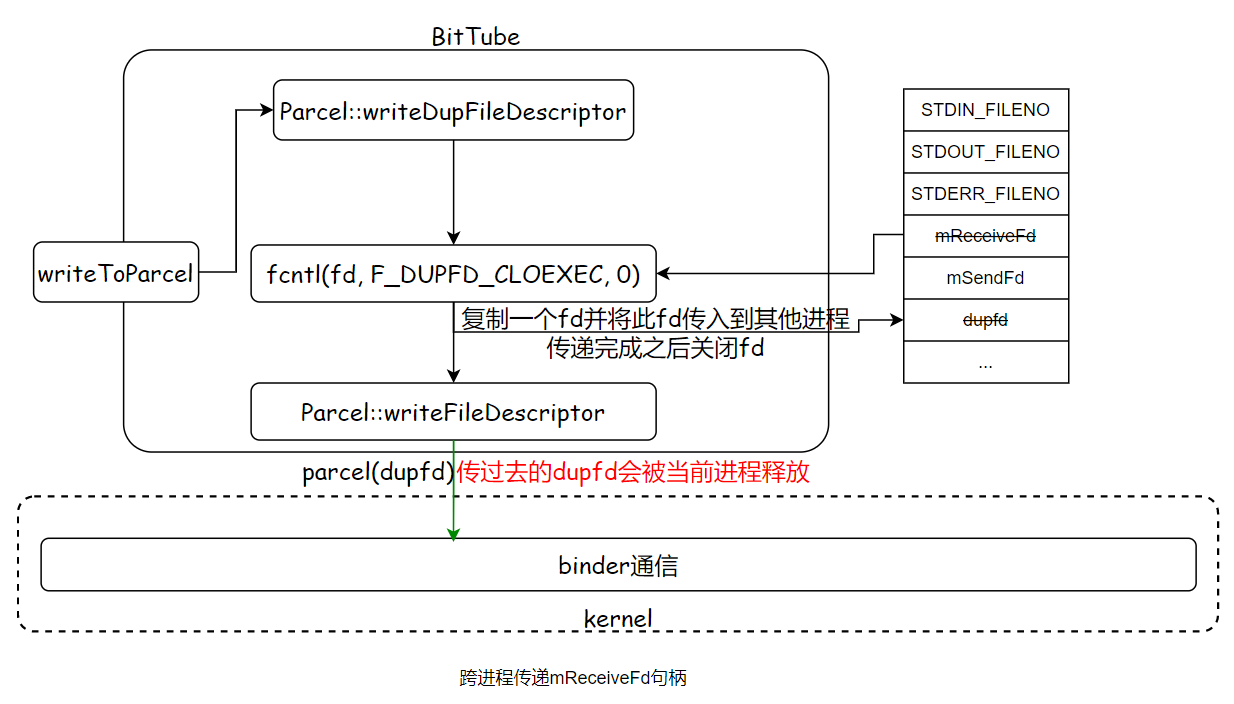 BitTube
Parcel::writeDupFileDescriptor
writeToParcel
fcntl(fd, F_DUPFD_CLOEXEC, 0)
复制一个fd并将此fd传入到其他进程
传递完成之后关闭fd
Parcel::writeFileDescriptor
parcel(dupfd)传过去的dupfd会被当前进程释放
STDIN_FILENO
STDOUT_FILENO
STDERR_FILENO
mReceiveFd
mSendFd
dupfd
...
binder通信
kernel
跨进程传递mReceiveFd句柄